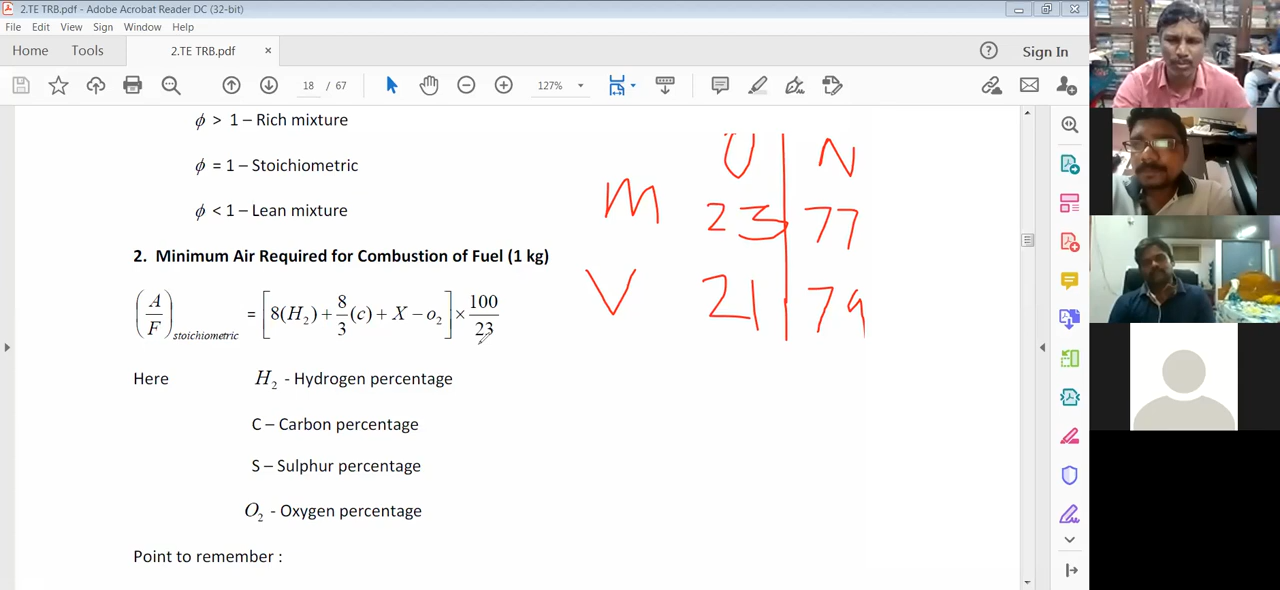 2.TE TRB.pdf - Adobe Acrobat Reader DC (32-bit)
File Edit View Sign Window Help
Home Tools 2.TE TRB.pdf × Sign In
18 / 67 127%
ϕ > 1 – Rich mixture
ϕ = 1 – Stoichiometric
ϕ < 1 – Lean mixture
O | N
M 23 | 77
V 21 | 79
2. Minimum Air Required for Combustion of Fuel (1 kg)
(A/F)stoichiometric = [8(H₂) + 8/3 (c) + X − o₂] × 100/23
Here H₂ - Hydrogen percentage
C – Carbon percentage
S – Sulphur percentage
O₂ - Oxygen percentage
Point to remember :